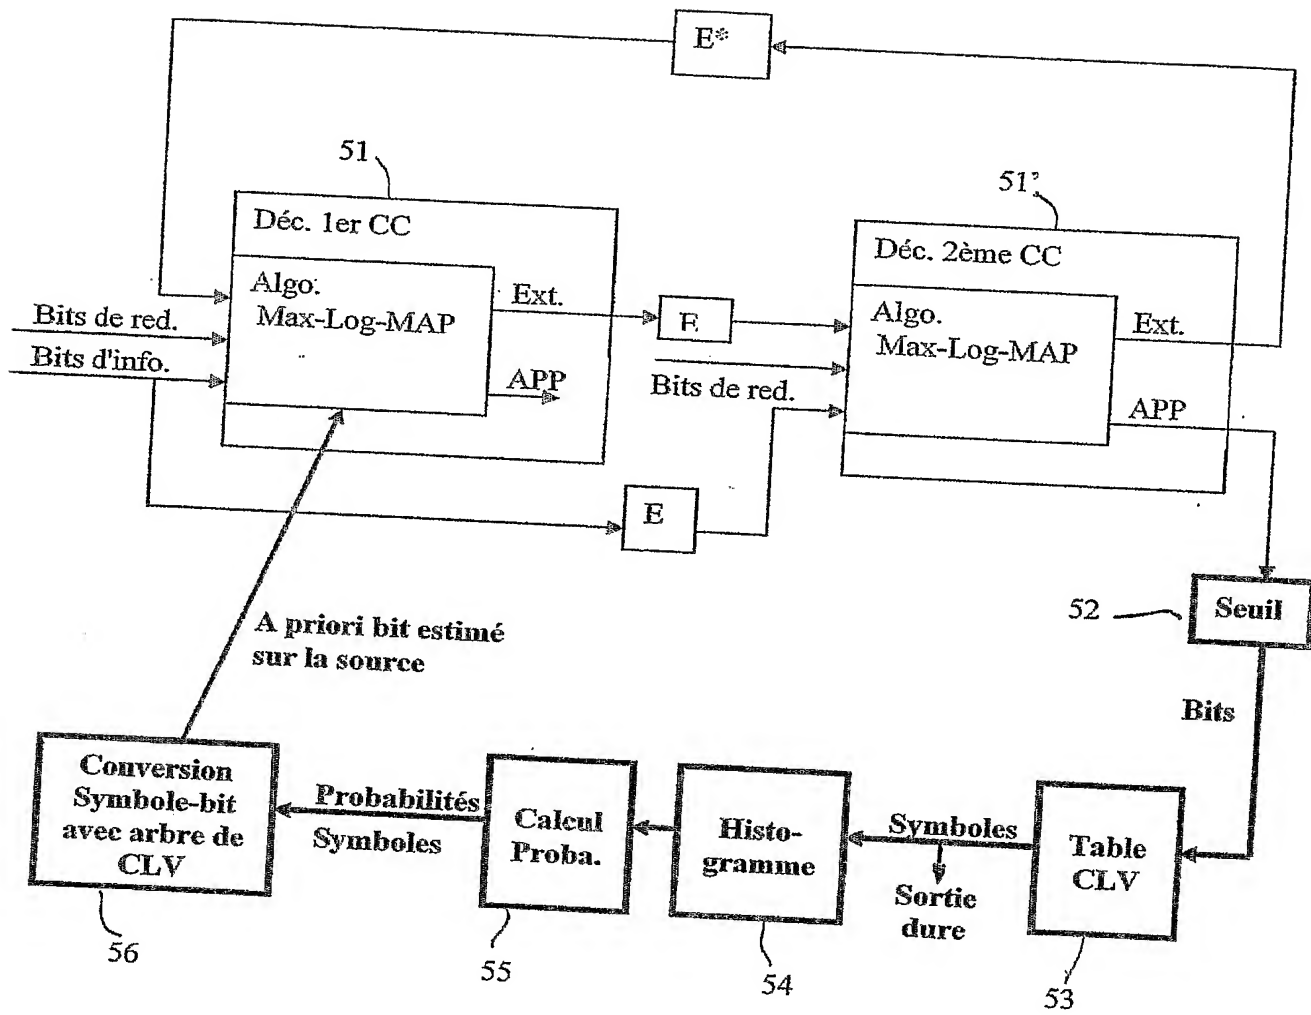 E*
51
51'
Déc. 1er CC
Déc. 2ème CC
Algo.
Max-Log-MAP
Ext.
APP
Bits de red.
Bits d'info.
E
Bits de red.
Algo.
Max-Log-MAP
Ext.
APP
E
52
Seuil
A priori bit estimé
sur la source
Bits
Conversion
Symbole-bit
avec arbre de
CLV
Probabilités
Symboles
Calcul
Proba.
Histo-
gramme
Symboles
Sortie
dure
Table
CLV
56
55
54
53